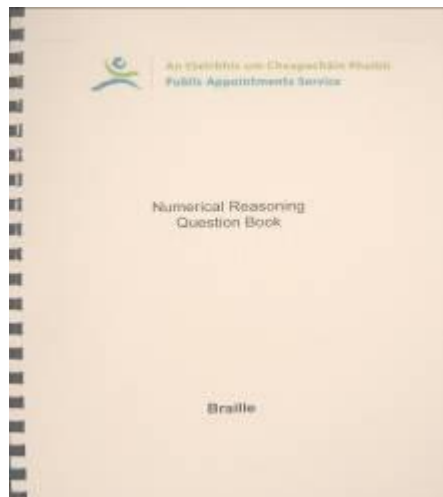 An tSeirbhís um Cheapacháin Phoiblí
Public Appointments Service
Numerical Reasoning
Question Book
Braille